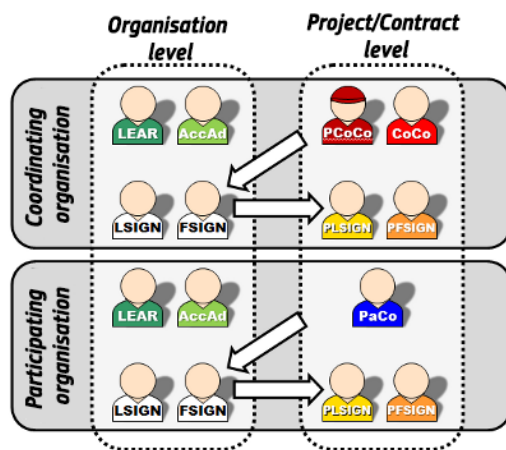 Organisation
level
Project/Contract
level
Coordinating
organisation
LEAR
AccAd
PCoCo
CoCo
LSIGN
FSIGN
PLSIGN
PFSIGN
Participating
organisation
LEAR
AccAd
PaCo
LSIGN
FSIGN
PLSIGN
PFSIGN